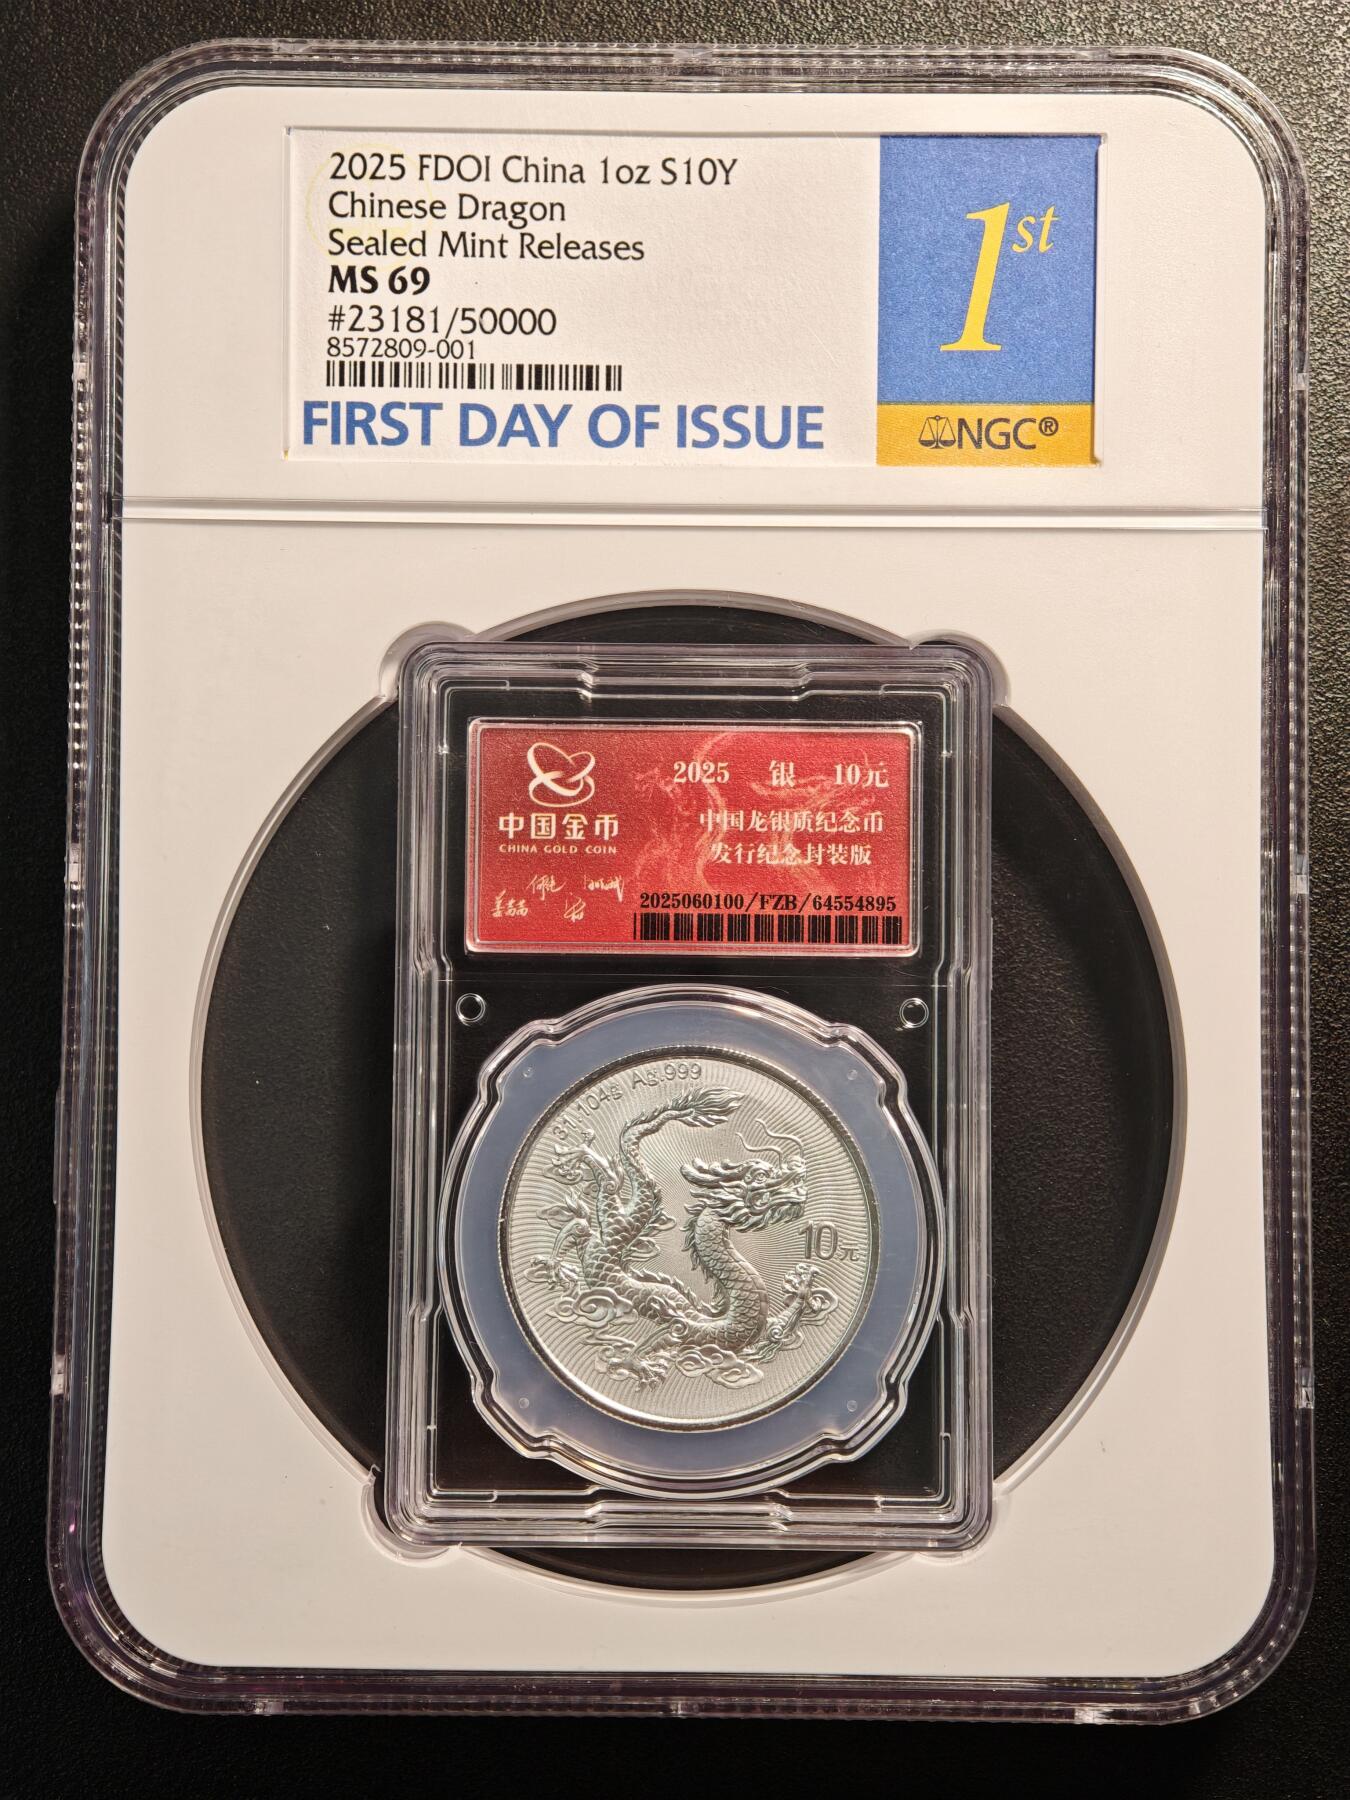 2025 FDOI China 1oz S10Y
Chinese Dragon
Sealed Mint Releases
MS 69
#23181/50000
8572809-001
FIRST DAY OF ISSUE
1st
NGC®
中国金币
CHINA GOLD COIN
2025 银 10元
中国龙银质纪念币
发行纪念封装版
2025060100/FZB/64554895
31.104g Ag.999
10元